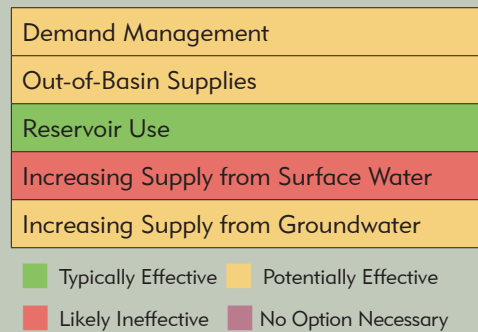 Demand Management
Out-of-Basin Supplies
Reservoir Use
Increasing Supply from Surface Water
Increasing Supply from Groundwater
Typically Effective Potentially Effective
Likely Ineffective No Option Necessary